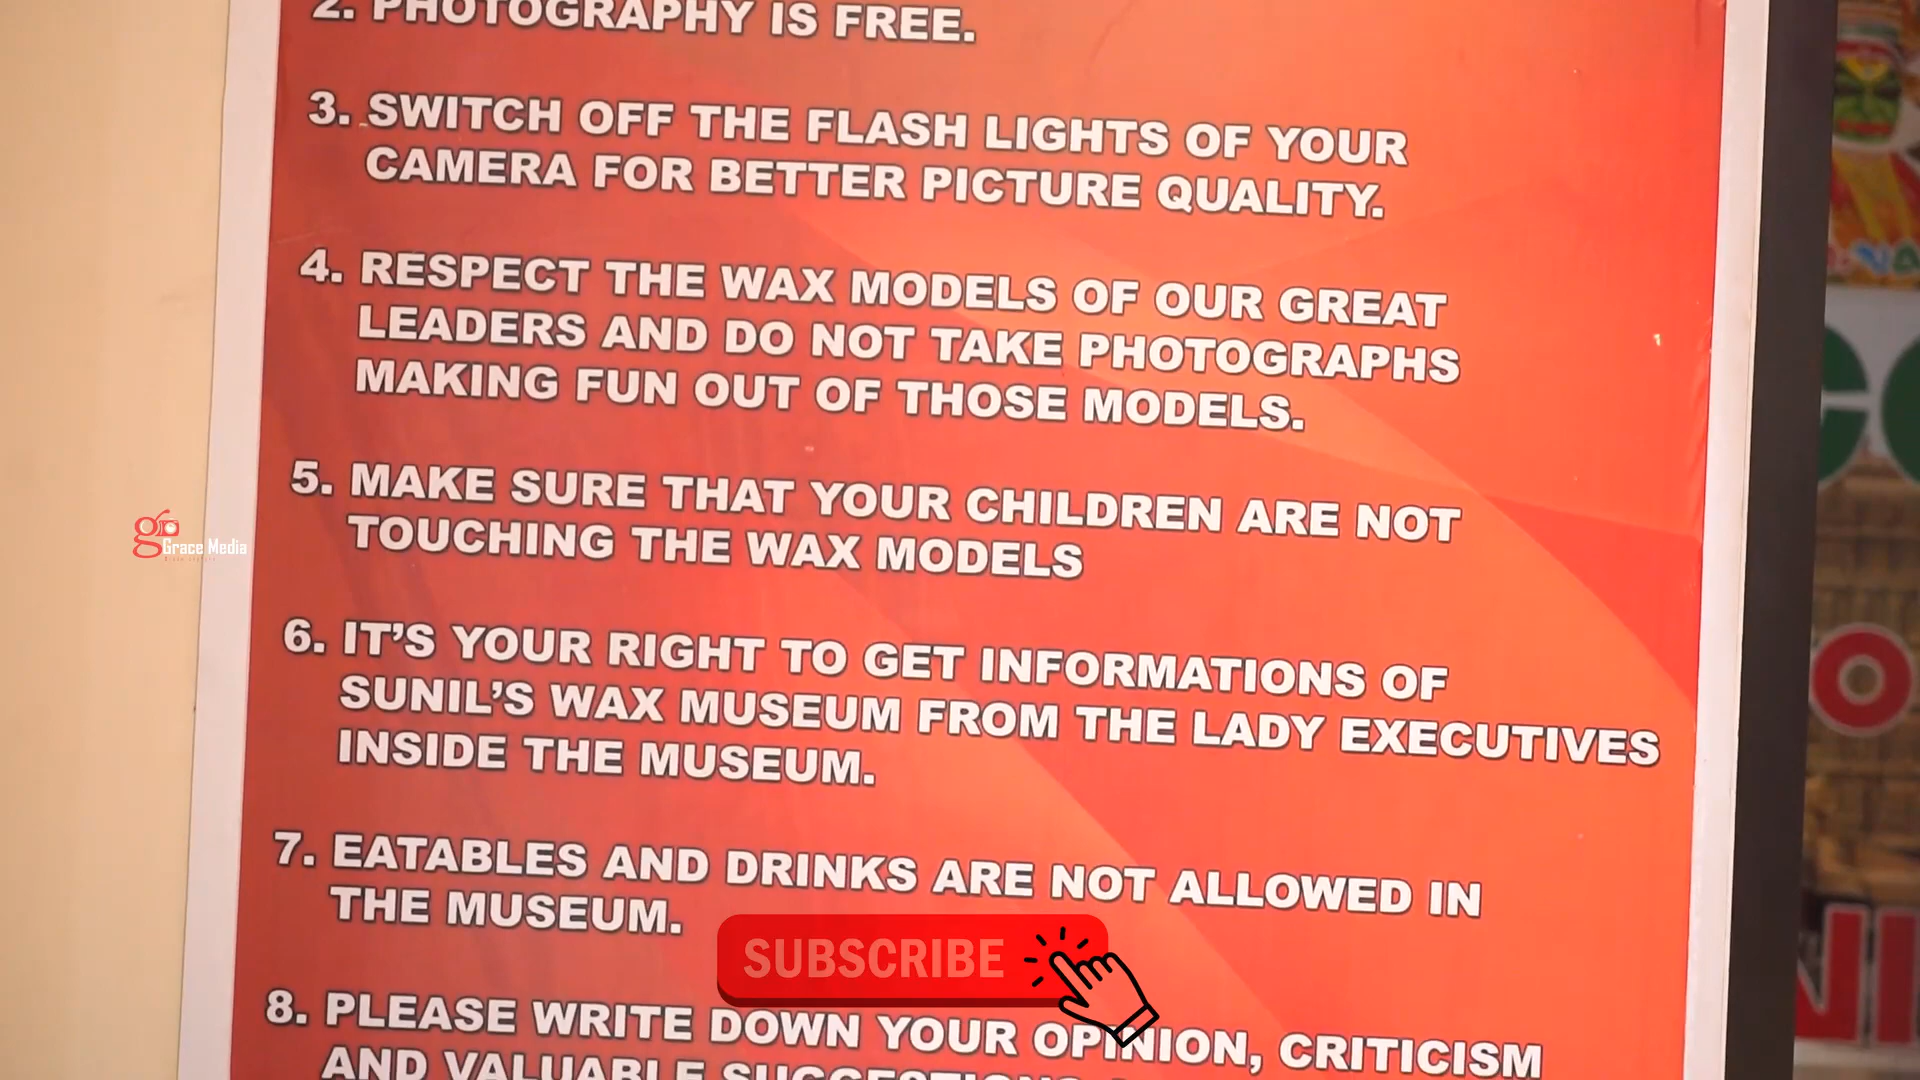 2. PHOTOGRAPHY IS FREE.
3. SWITCH OFF THE FLASH LIGHTS OF YOUR
CAMERA FOR BETTER PICTURE QUALITY.
4. RESPECT THE WAX MODELS OF OUR GREAT
LEADERS AND DO NOT TAKE PHOTOGRAPHS
MAKING FUN OUT OF THOSE MODELS.
5. MAKE SURE THAT YOUR CHILDREN ARE NOT
TOUCHING THE WAX MODELS
6. IT'S YOUR RIGHT TO GET INFORMATIONS OF
SUNIL'S WAX MUSEUM FROM THE LADY EXECUTIVES
INSIDE THE MUSEUM.
7. EATABLES AND DRINKS ARE NOT ALLOWED IN
THE MUSEUM.
8. PLEASE WRITE DOWN YOUR OPINION, CRITICISM
AND VALUABLE SUGGESTIONS
gr
Grace Media
SUBSCRIBE